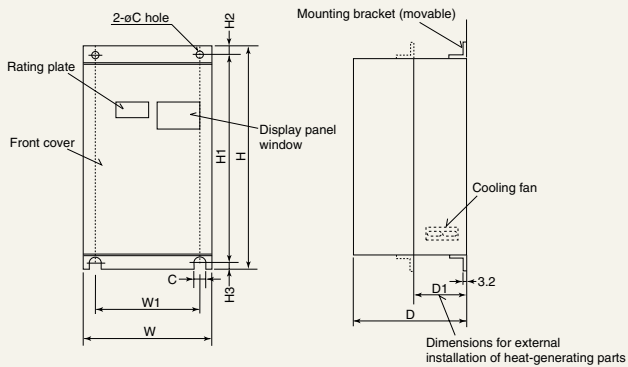 2-øC hole
H2
Mounting bracket (movable)
Rating plate
Display panel
window
Front cover
H1
H
Cooling fan
C
H3
W1
W
3.2
D1
D
Dimensions for external
installation of heat-generating parts